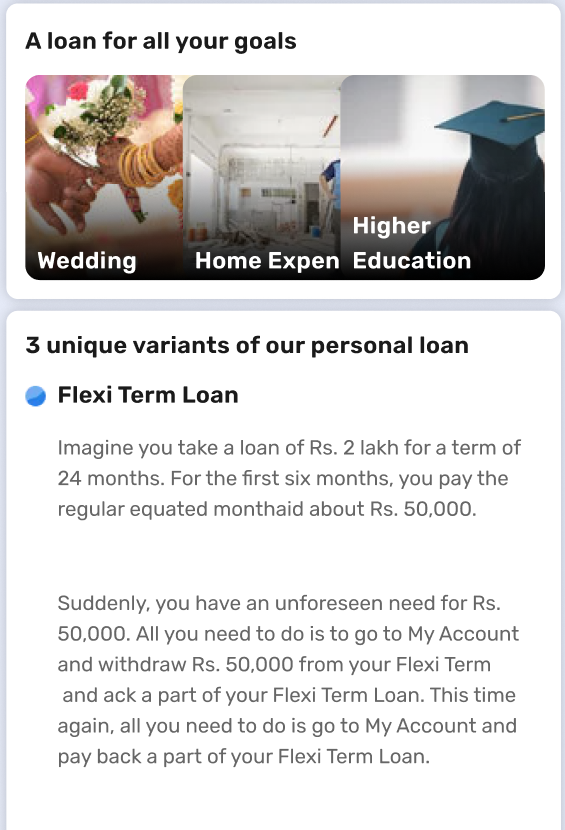 A loan for all your goals
Wedding
Home Expen
Higher
Education
3 unique variants of our personal loan
Flexi Term Loan
Imagine you take a loan of Rs. 2 lakh for a term of
24 months. For the first six months, you pay the
regular equated monthaid about Rs. 50,000.
Suddenly, you have an unforeseen need for Rs.
50,000. All you need to do is to go to My Account
and withdraw Rs. 50,000 from your Flexi Term
and ack a part of your Flexi Term Loan. This time
again, all you need to do is go to My Account and
pay back a part of your Flexi Term Loan.